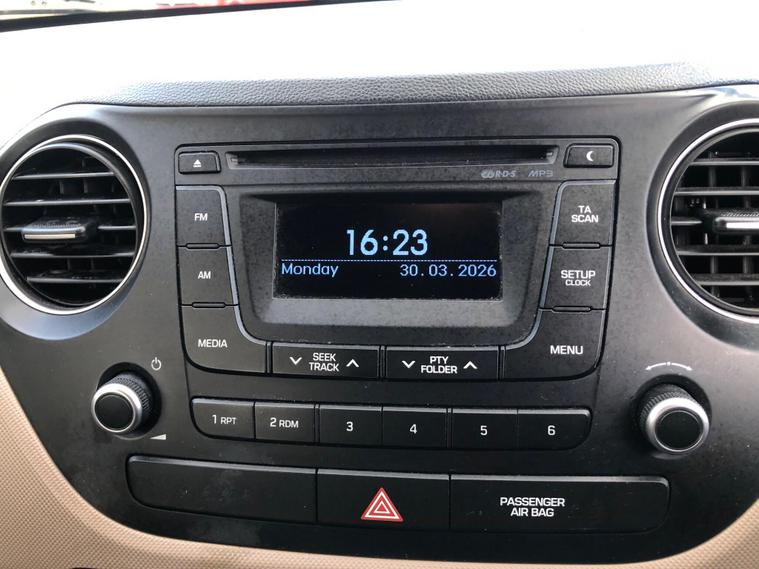 R·D·S MP3
FM
TA
SCAN
16:23
Monday 30.03.2026
AM
SETUP
CLOCK
MEDIA
SEEK
TRACK
PTY
FOLDER
MENU
1 RPT
2 RDM
3
4
5
6
PASSENGER
AIR BAG